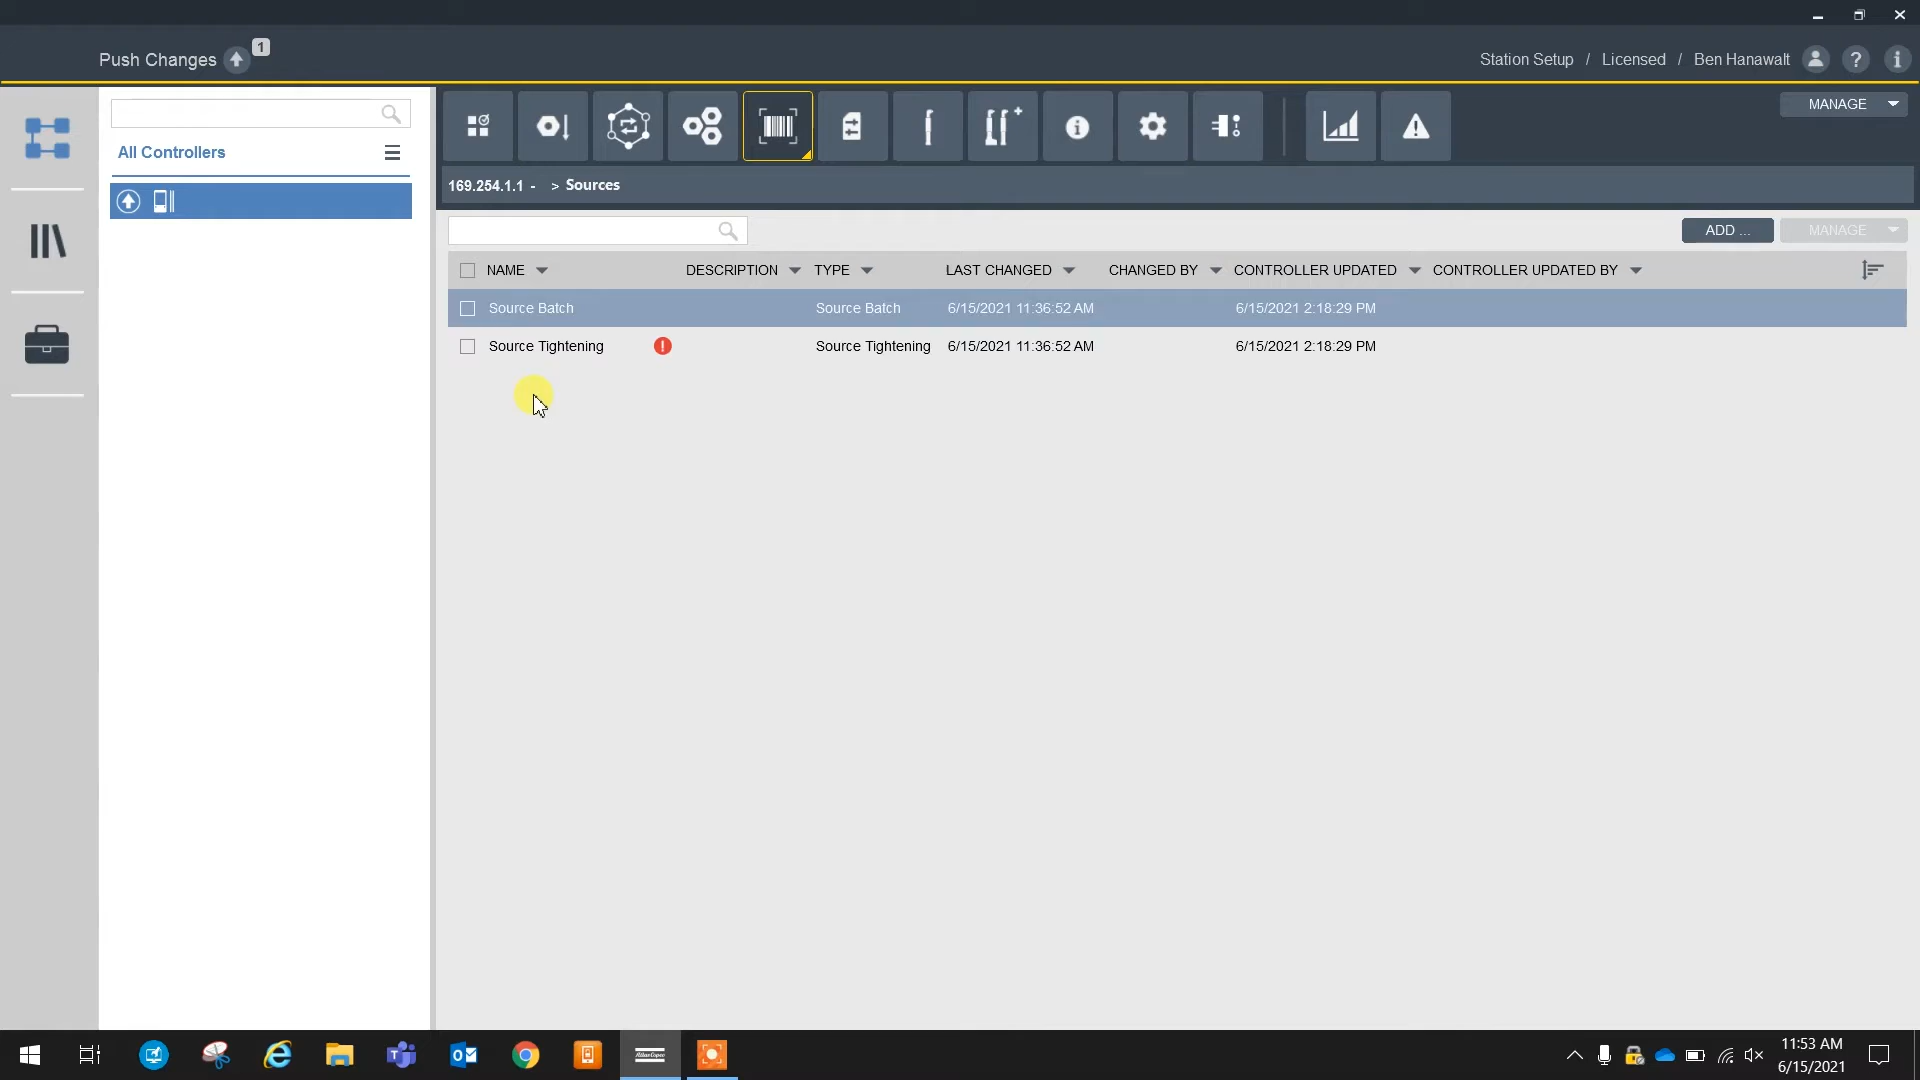 Push Changes 1
Station Setup / Licensed / Ben Hanawalt ? i
All Controllers
MANAGE
169.254.1.1 - > Sources
ADD ... MANAGE
NAME DESCRIPTION TYPE LAST CHANGED CHANGED BY CONTROLLER UPDATED CONTROLLER UPDATED BY
Source Batch Source Batch 6/15/2021 11:36:52 AM 6/15/2021 2:18:29 PM
Source Tightening ! Source Tightening 6/15/2021 11:36:52 AM 6/15/2021 2:18:29 PM
Atlas Copco
11:53 AM
6/15/2021